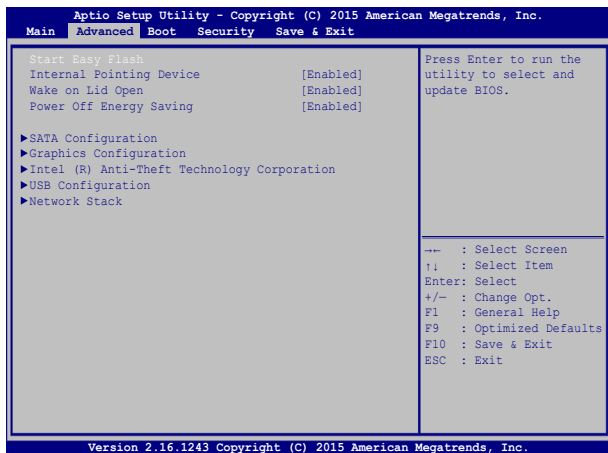 Aptio Setup Utility - Copyright (C) 2015 American Megatrends, Inc.
Main Advanced Boot Security Save & Exit
Start Easy Flash
Internal Pointing Device [Enabled]
Wake on Lid Open [Enabled]
Power Off Energy Saving [Enabled]
▶SATA Configuration
▶Graphics Configuration
▶Intel (R) Anti-Theft Technology Corporation
▶USB Configuration
▶Network Stack
Press Enter to run the
utility to select and
update BIOS.
→← : Select Screen
↑↓ : Select Item
Enter: Select
+/— : Change Opt.
F1 : General Help
F9 : Optimized Defaults
F10 : Save & Exit
ESC : Exit
Version 2.16.1243 Copyright (C) 2015 American Megatrends, Inc.